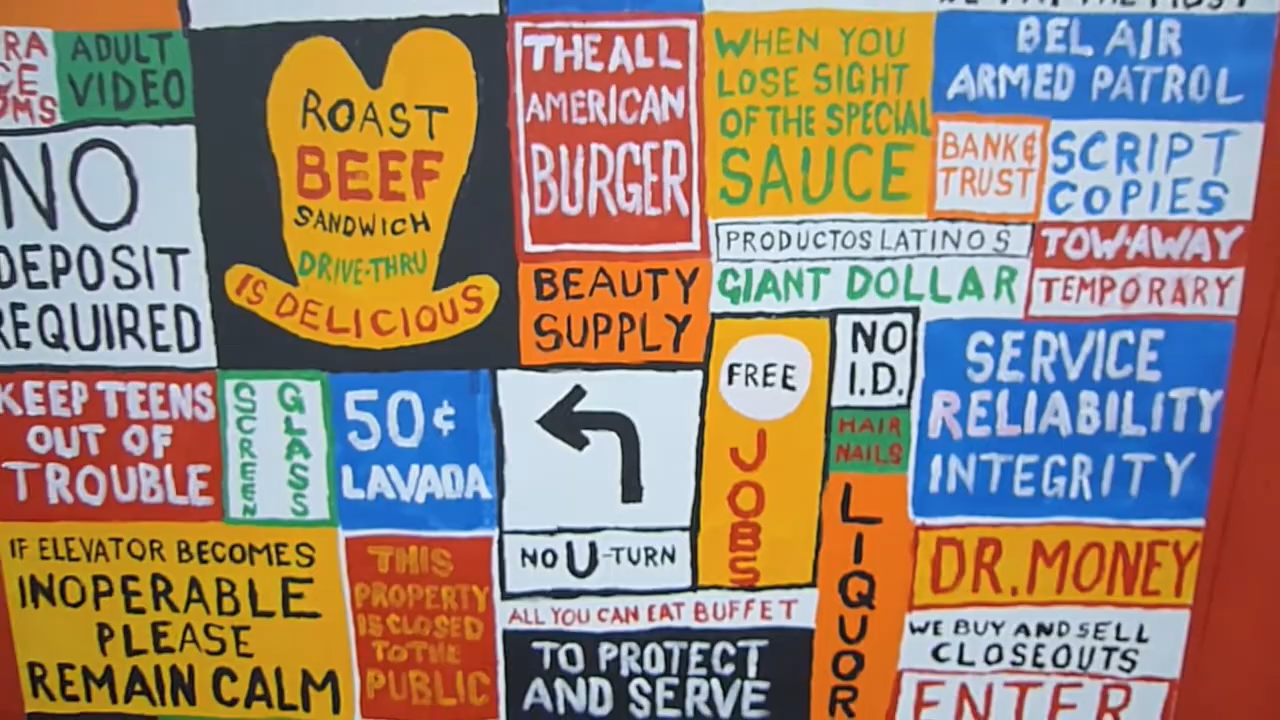 ADULT
VIDEO
NO
DEPOSIT
REQUIRED
ROAST
BEEF
SANDWICH
DRIVE-THRU
IS DELICIOUS
THE ALL
AMERICAN
BURGER
WHEN YOU
LOSE SIGHT
OF THE SPECIAL
SAUCE
BEL AIR
ARMED PATROL
BANK &
TRUST
SCRIPT
COPIES
PRODUCTOS LATINOS
GIANT DOLLAR
TOW-AWAY
TEMPORARY
BEAUTY
SUPPLY
KEEP TEENS
OUT OF
TROUBLE
SCREEN
GLASS
50¢
LAVADA
NO U-TURN
FREE
JOBS
NO
I.D.
HAIR
NAILS
LIQUOR
SERVICE
RELIABILITY
INTEGRITY
IF ELEVATOR BECOMES
INOPERABLE
PLEASE
REMAIN CALM
THIS
PROPERTY
IS CLOSED
TO THE
PUBLIC
ALL YOU CAN EAT BUFFET
TO PROTECT
AND SERVE
DR. MONEY
WE BUY AND SELL
CLOSEOUTS
ENTER